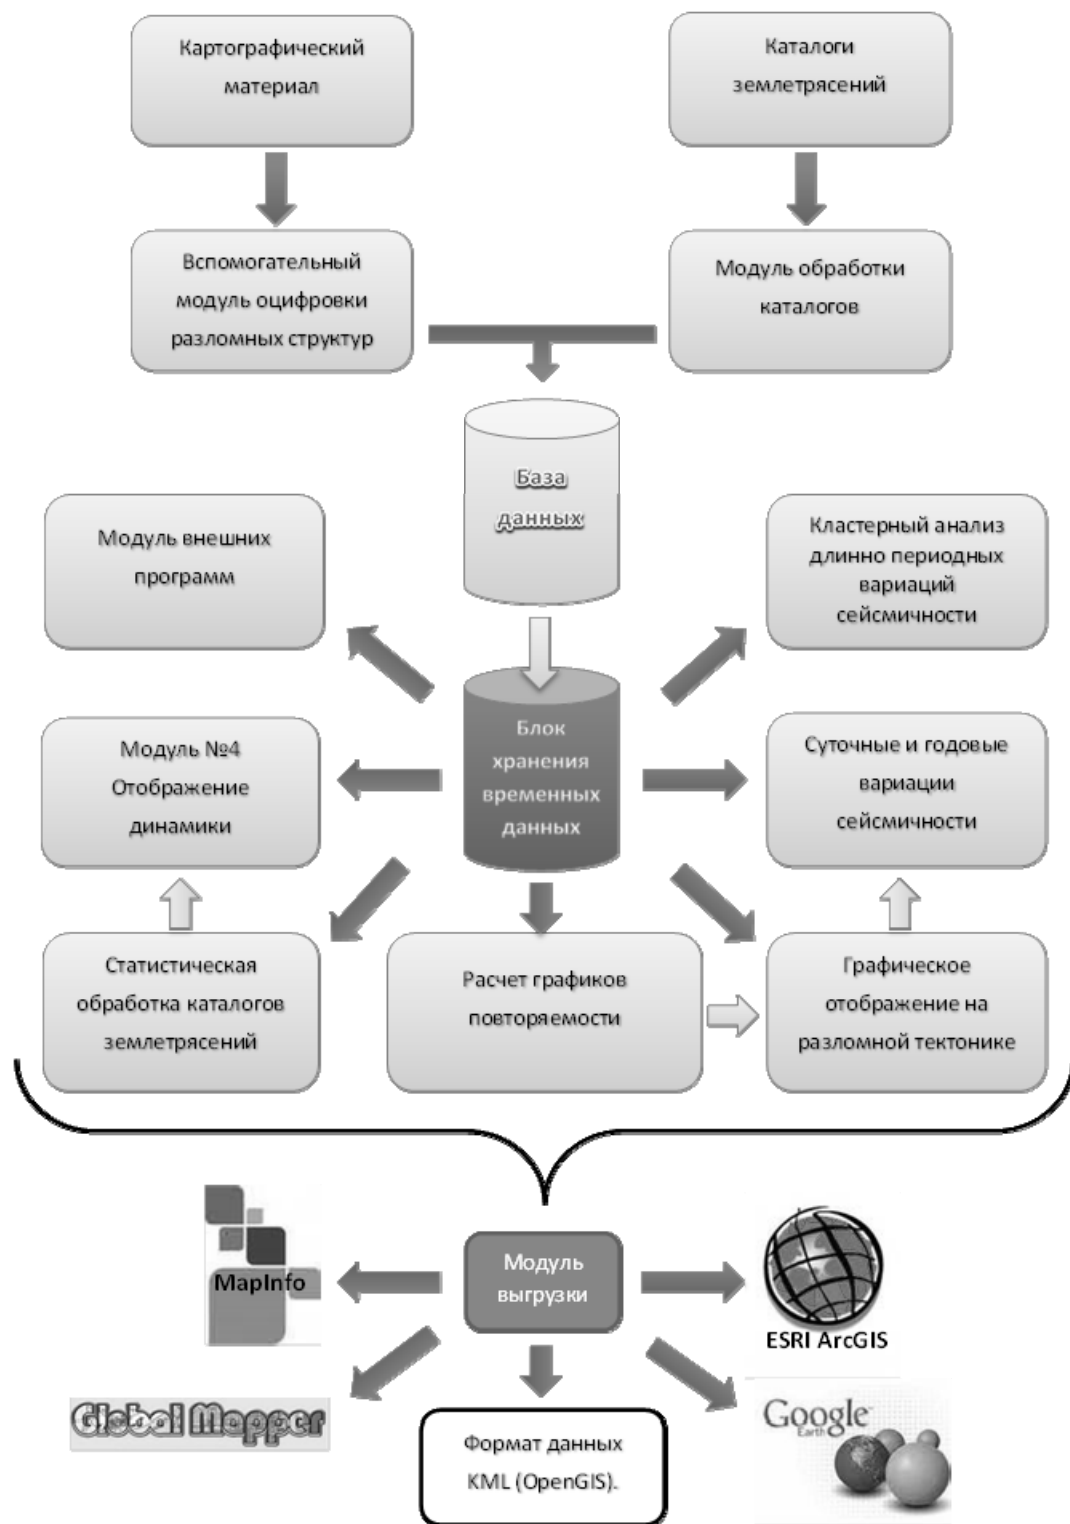 Картографический
материал
Каталоги
землетрясений
Вспомогательный
модуль оцифровки
разломных структур
Модуль обработки
каталогов
База
данных
Модуль внешних
программ
Кластерный анализ
длинно периодных
вариаций
сейсмичности
Блок
хранения
временных
данных
Модуль №4
Отображение
динамики
Суточные и годовые
вариации
сейсмичности
Статистическая
обработка каталогов
землетрясений
Расчет графиков
повторяемости
Графическое
отображение на
разломной тектонике
MapInfo
Модуль
выгрузки
ESRI ArcGIS
Global Mapper
Формат данных
KML (OpenGIS).
Google
Earth